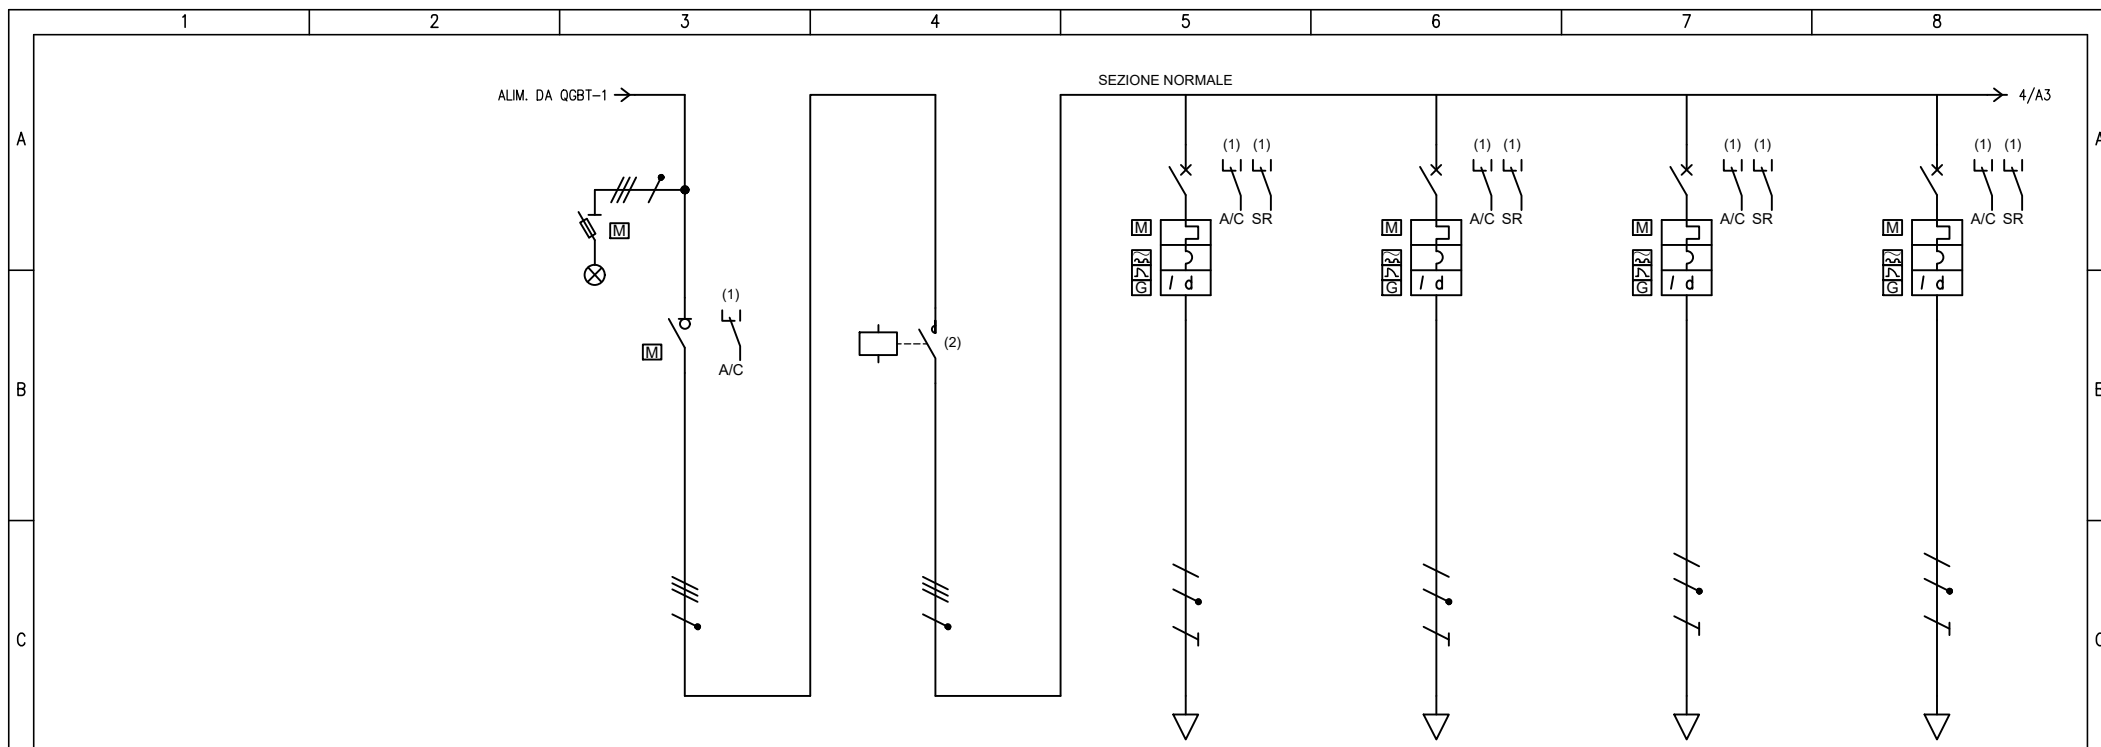 1 2 3 4 5 6 7 8
SEZIONE NORMALE
ALIM. DA QGBT-1 4/A3
A A
(1) (1) (1) (1) (1) (1) (1) (1)
A/C SR A/C SR A/C SR A/C SR
M M M M M
G I d G I d G I d G I d
(1)
(2)
M
A/C
B B
C C